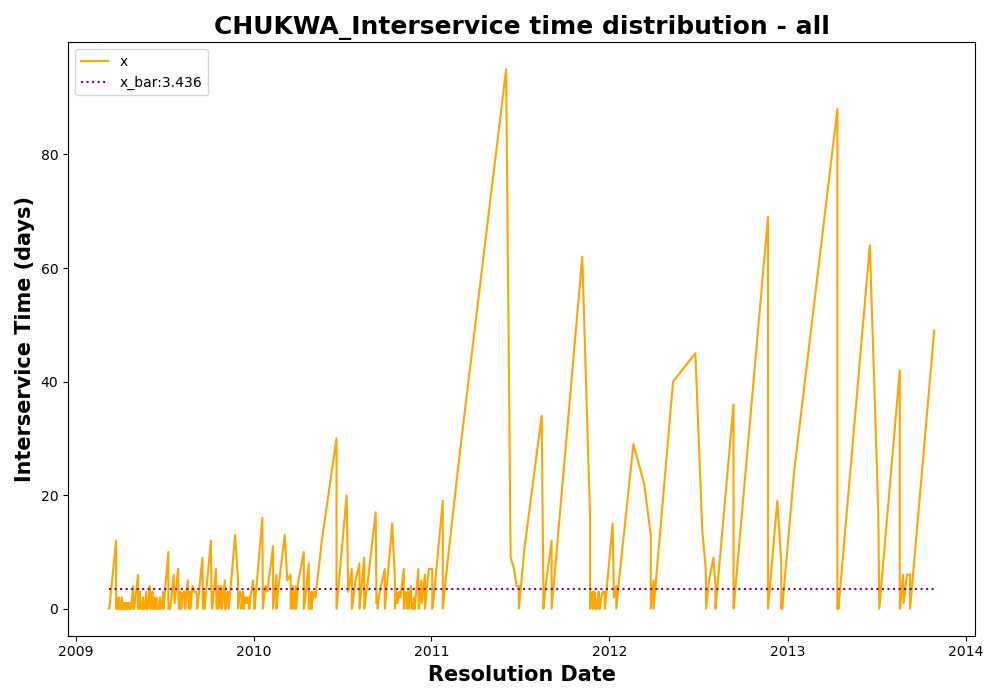 CHUKWA_Interservice time distribution - all
x
x_bar:3.436
Interservice Time (days)
80
60
40
20
0
2009 2010 2011 2012 2013 2014
Resolution Date